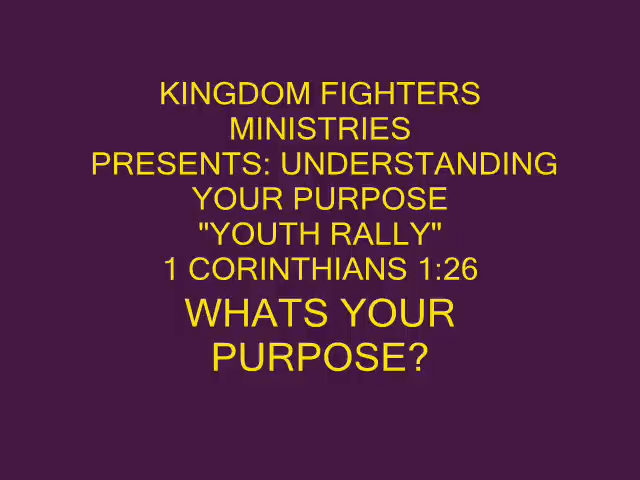 KINGDOM FIGHTERS
MINISTRIES
PRESENTS: UNDERSTANDING
YOUR PURPOSE
"YOUTH RALLY"
1 CORINTHIANS 1:26
WHATS YOUR
PURPOSE?